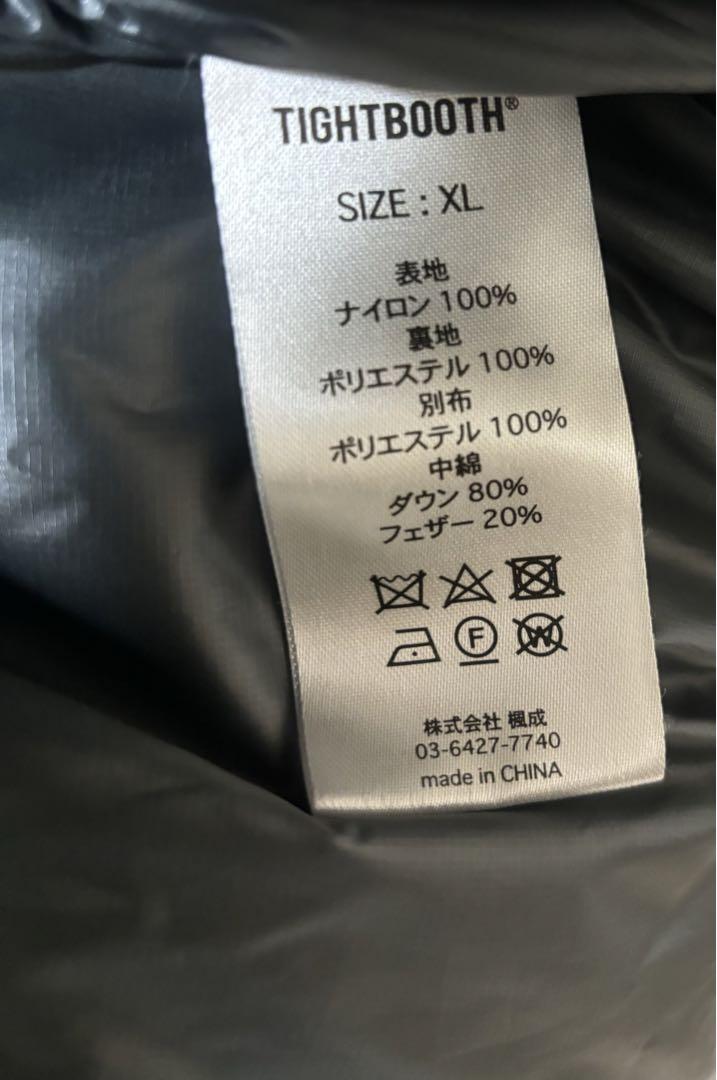 TIGHTBOOTH®
SIZE : XL
表地
ナイロン 100%
裏地
ポリエステル 100%
別布
ポリエステル 100%
中綿
ダウン 80%
フェザー 20%
F W
株式会社 楓成
03-6427-7740
made in CHINA